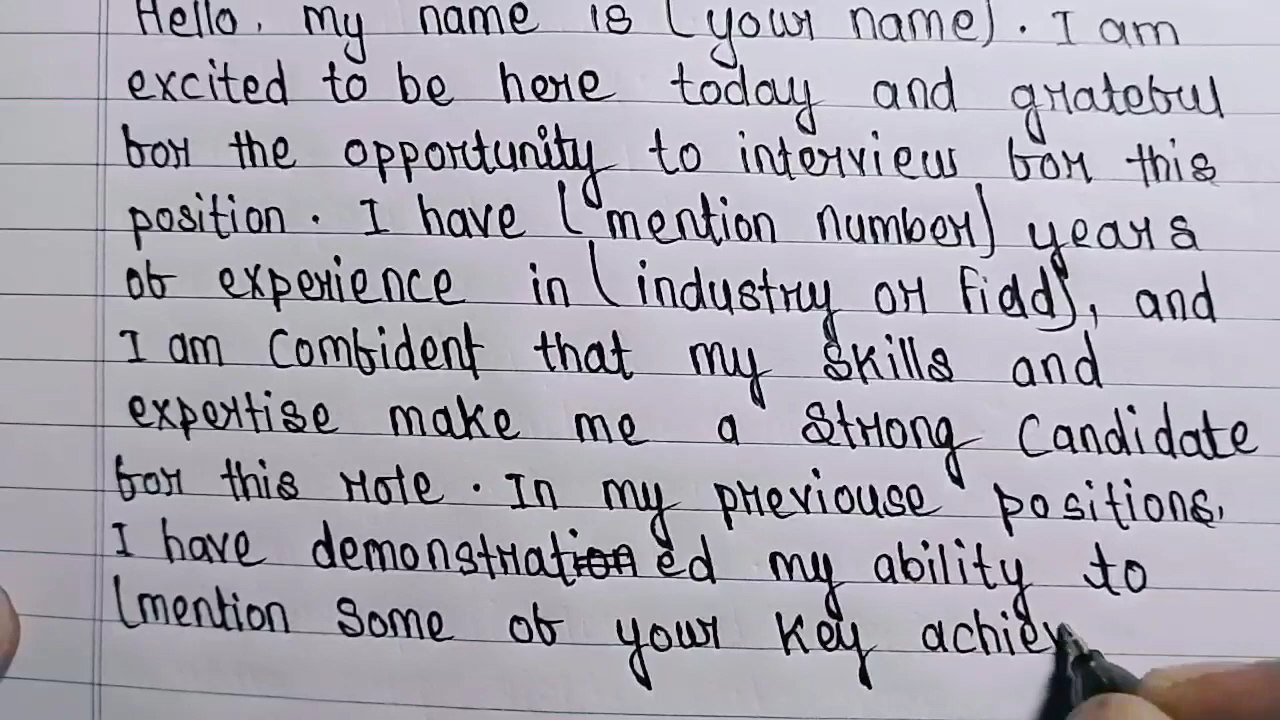 Hello, my name is (your name). I am
excited to be here today and grateful
for the opportunity to interview for this
position. I have (mention number) years
of experience in (industry or field), and
I am comfident that my skills and
expertise make me a strong candidate
for this role. In my previouse positions,
I have demonstrationed my ability to
(mention some of your key achiev